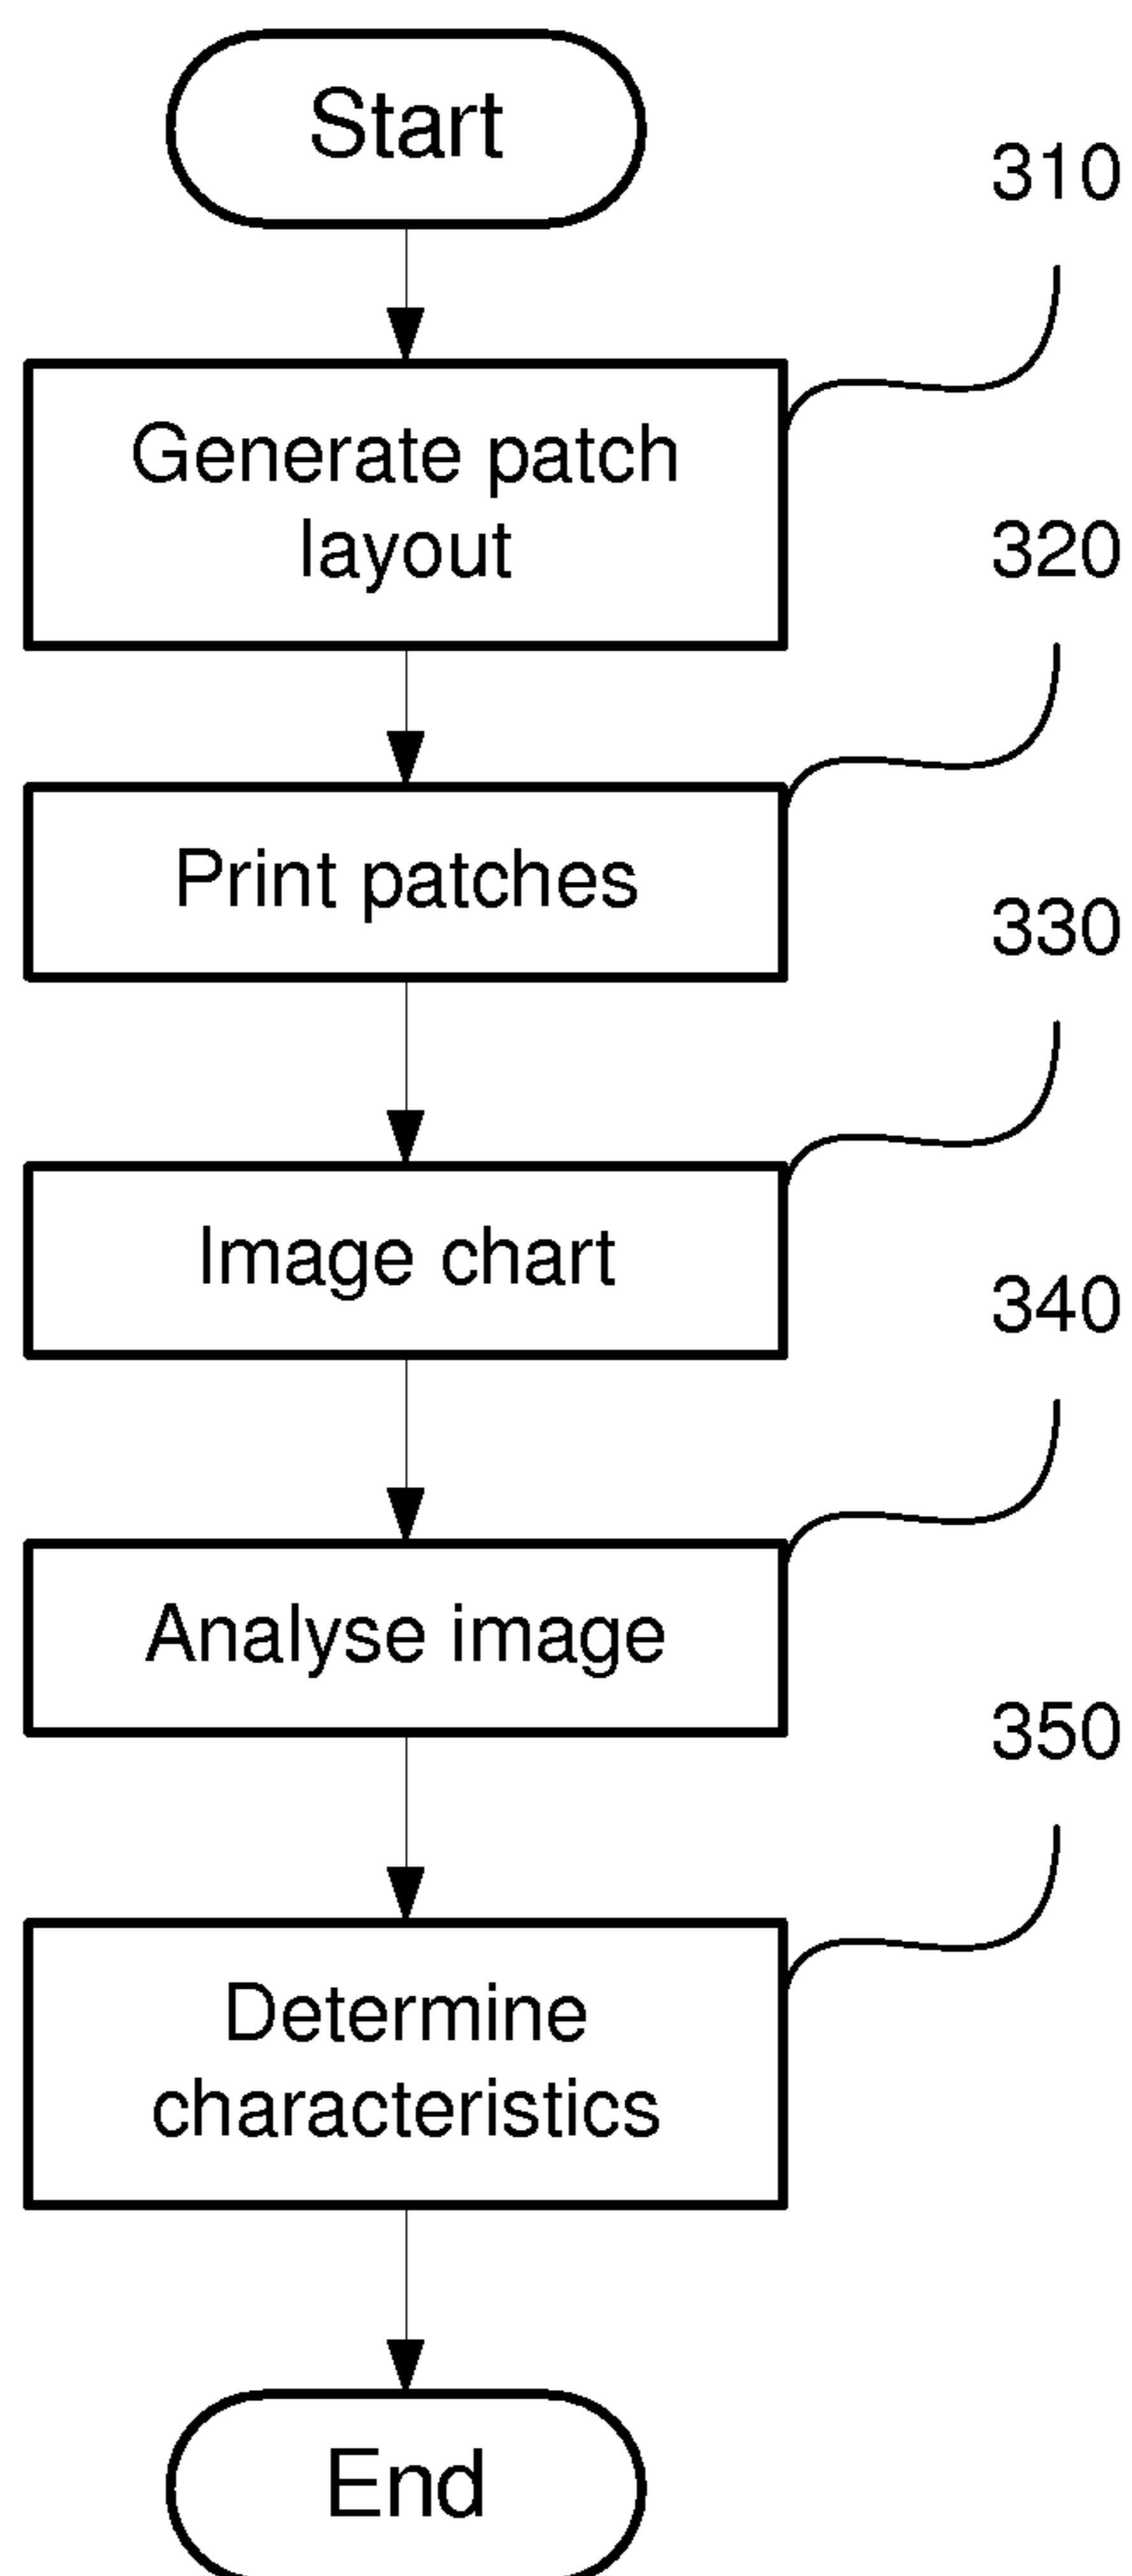 Start
310
Generate patch
layout
320
Print patches
330
Image chart
340
Analyse image
350
Determine
characteristics
End